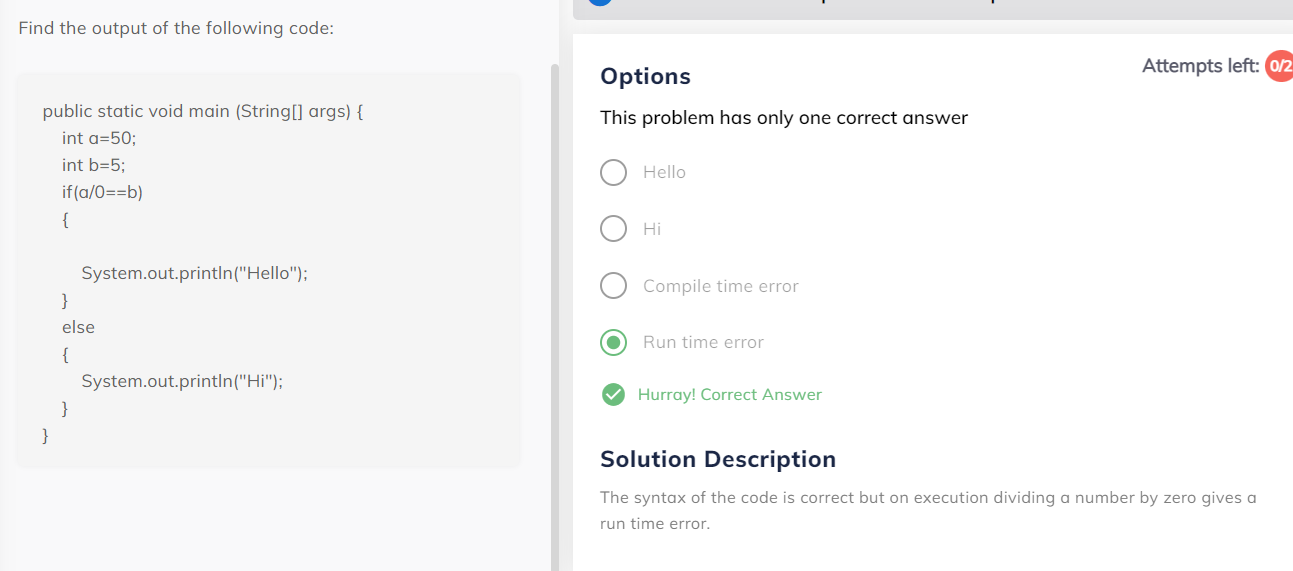 Find the output of the following code:
public static void main (String[] args) {
int a=50;
int b=5;
if(a/0==b)
{
System.out.println("Hello");
}
else
{
System.out.println("Hi");
}
}
Attempts left: 0/2
Options
This problem has only one correct answer
Hello
Hi
Compile time error
Run time error
Hurray! Correct Answer
Solution Description
The syntax of the code is correct but on execution dividing a number by zero gives a
run time error.